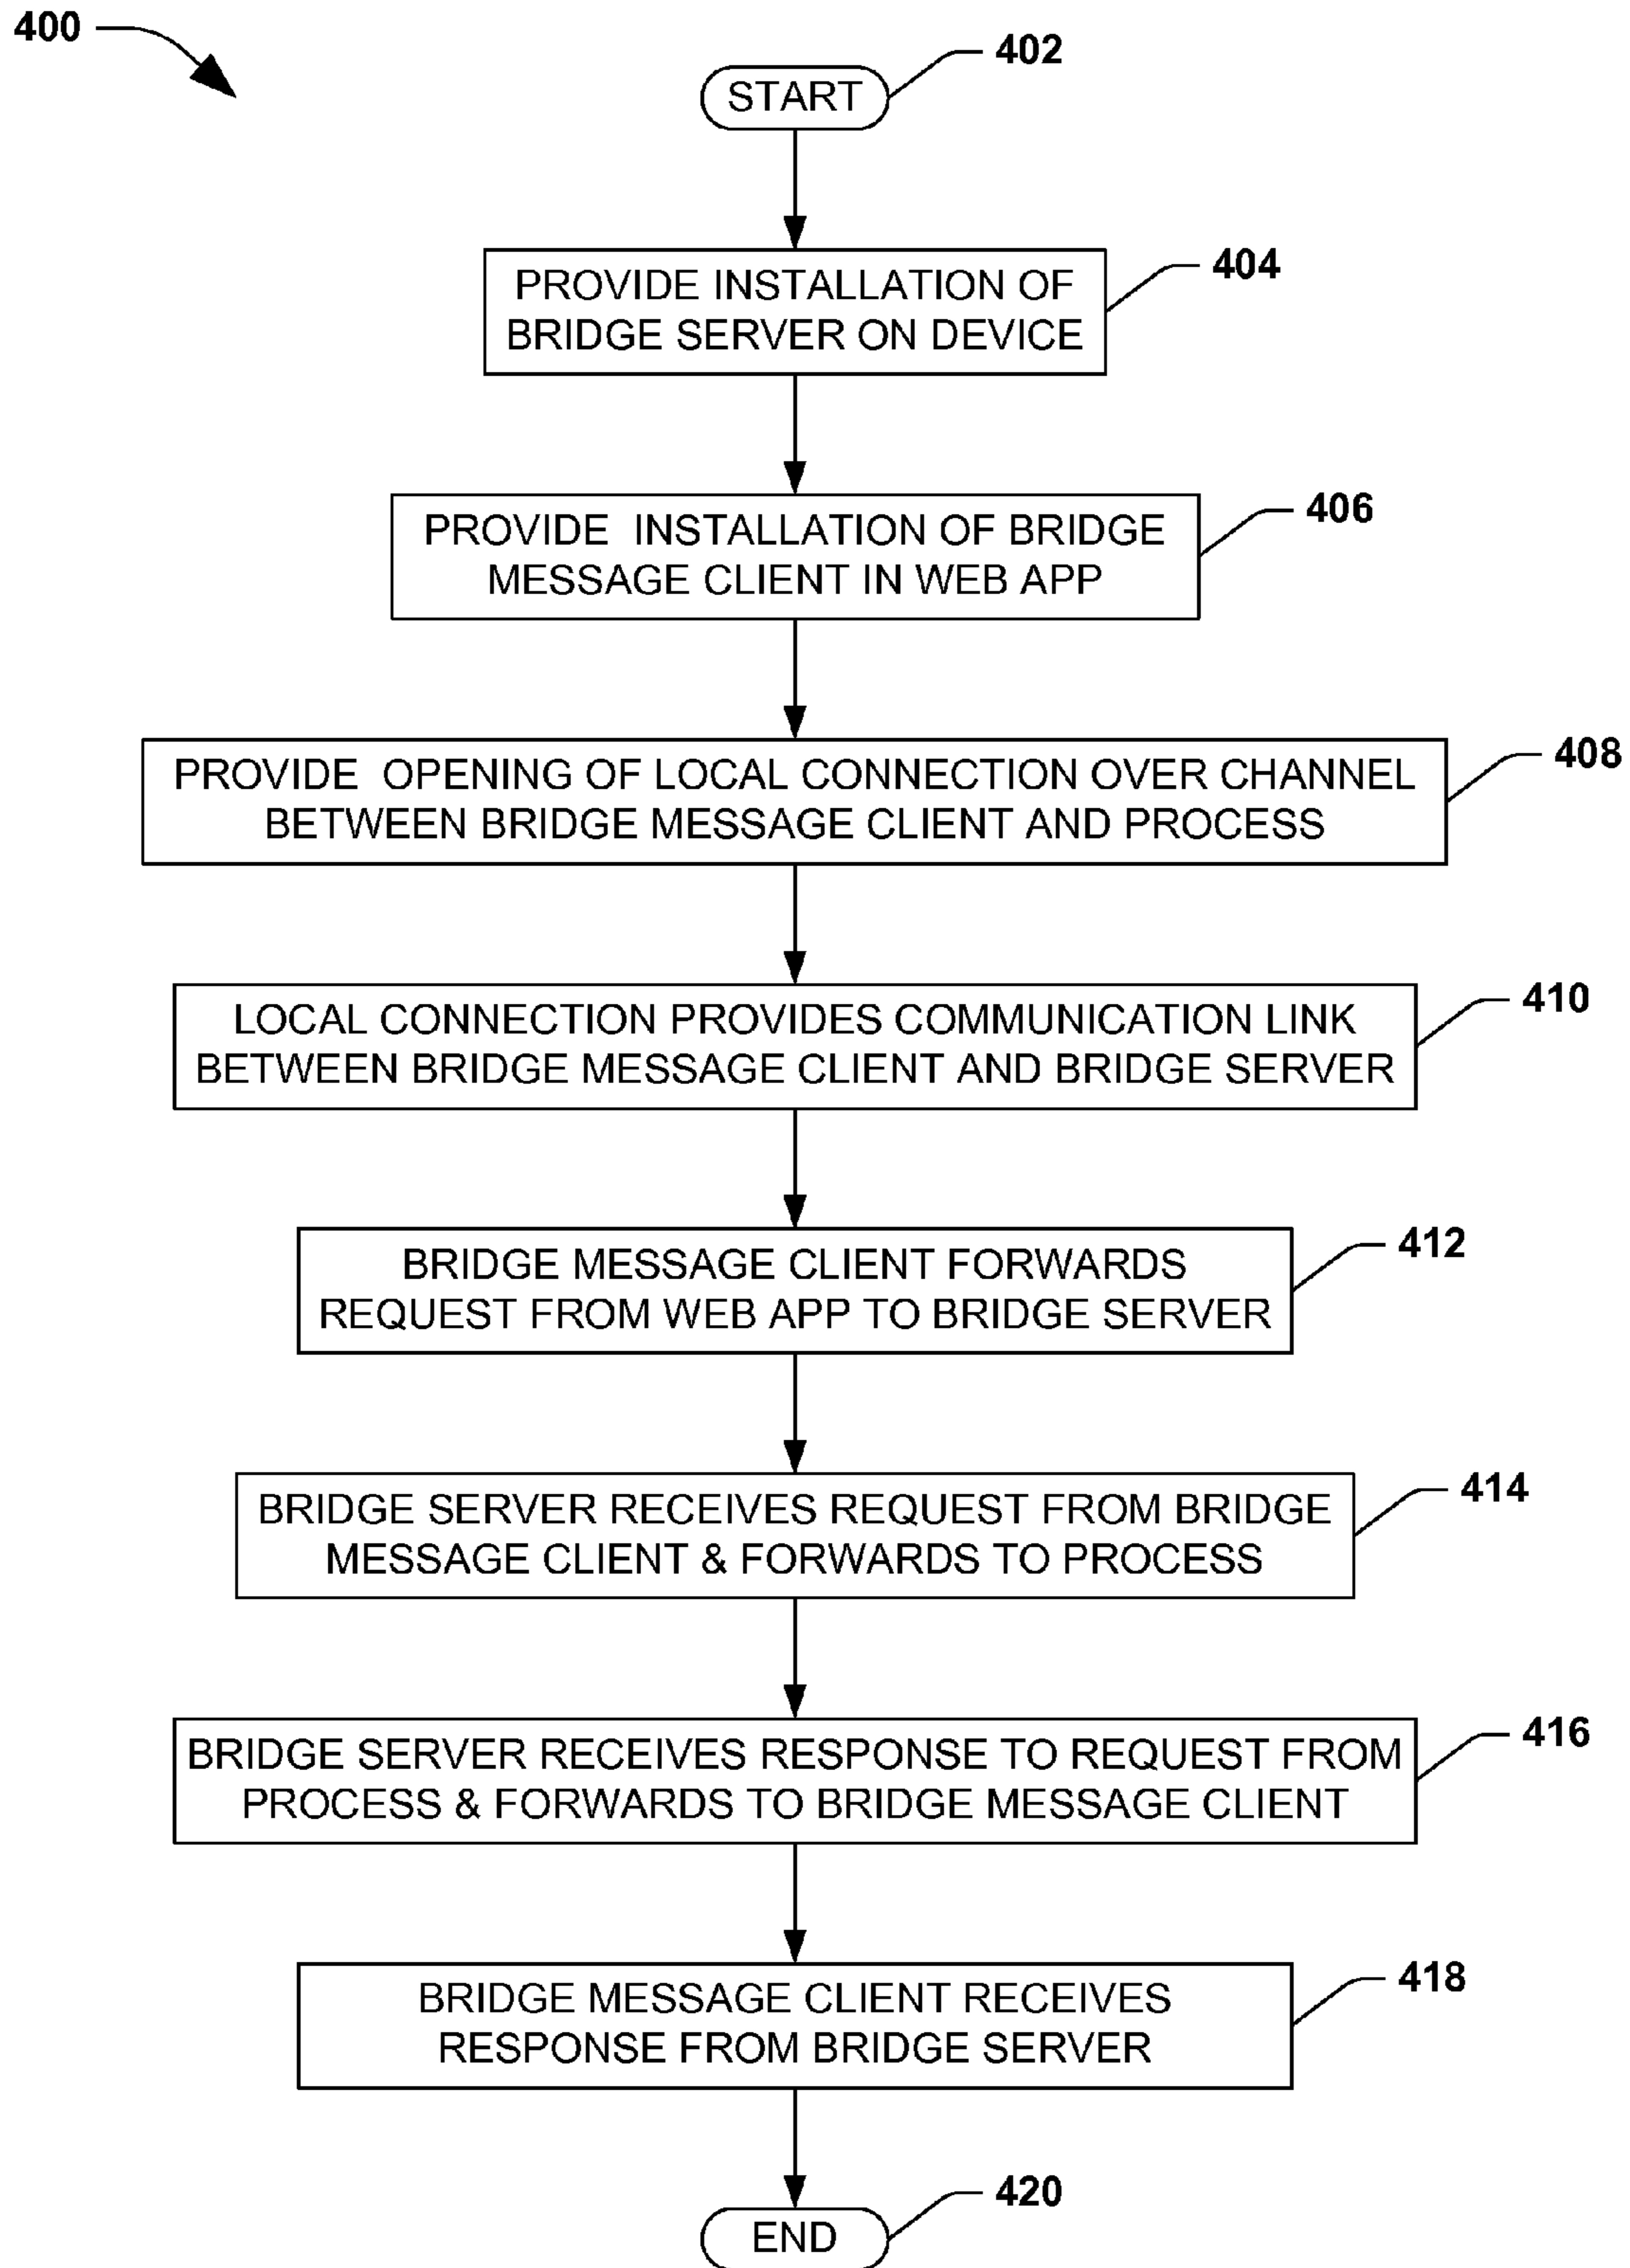 400
402
START
404
PROVIDE INSTALLATION OF
BRIDGE SERVER ON DEVICE
406
PROVIDE INSTALLATION OF BRIDGE
MESSAGE CLIENT IN WEB APP
408
PROVIDE OPENING OF LOCAL CONNECTION OVER CHANNEL
BETWEEN BRIDGE MESSAGE CLIENT AND PROCESS
410
LOCAL CONNECTION PROVIDES COMMUNICATION LINK
BETWEEN BRIDGE MESSAGE CLIENT AND BRIDGE SERVER
412
BRIDGE MESSAGE CLIENT FORWARDS
REQUEST FROM WEB APP TO BRIDGE SERVER
414
BRIDGE SERVER RECEIVES REQUEST FROM BRIDGE
MESSAGE CLIENT & FORWARDS TO PROCESS
416
BRIDGE SERVER RECEIVES RESPONSE TO REQUEST FROM
PROCESS & FORWARDS TO BRIDGE MESSAGE CLIENT
418
BRIDGE MESSAGE CLIENT RECEIVES
RESPONSE FROM BRIDGE SERVER
420
END